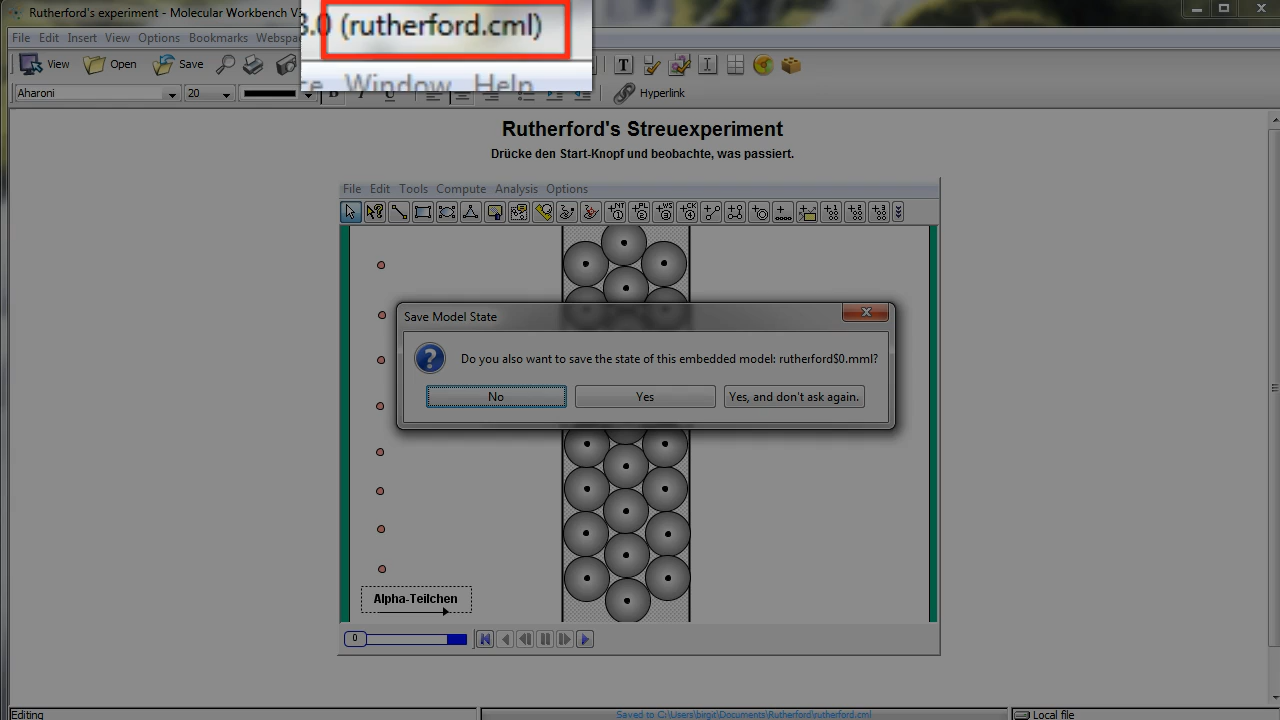 Rutherford's experiment - Molecular Workbench V
3.0 (rutherford.cml)
File Edit Insert View Options Bookmarks Webspa
Window Help
View Open Save
Aharoni 20 Hyperlink
Rutherford's Streuexperiment
Drücke den Start-Knopf und beobachte, was passiert.
File Edit Tools Compute Analysis Options
Save Model State
Do you also want to save the state of this embedded model: rutherford$0.mml?
No Yes Yes, and don't ask again.
Alpha-Teilchen
0
Editing Saved to C:\Users\birgit\Documents\Rutherford\rutherford.cml Local file